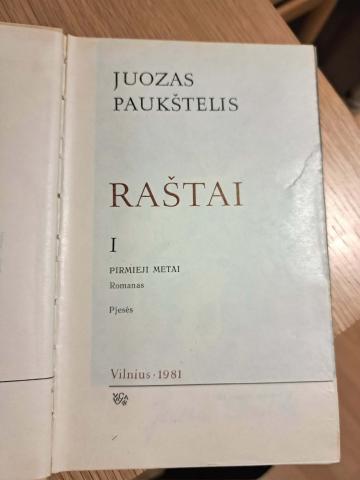 JUOZAS
PAUKŠTELIS
RAŠTAI
I
PIRMIEJI METAI
Romanas
Pjesės
Vilnius · 1981